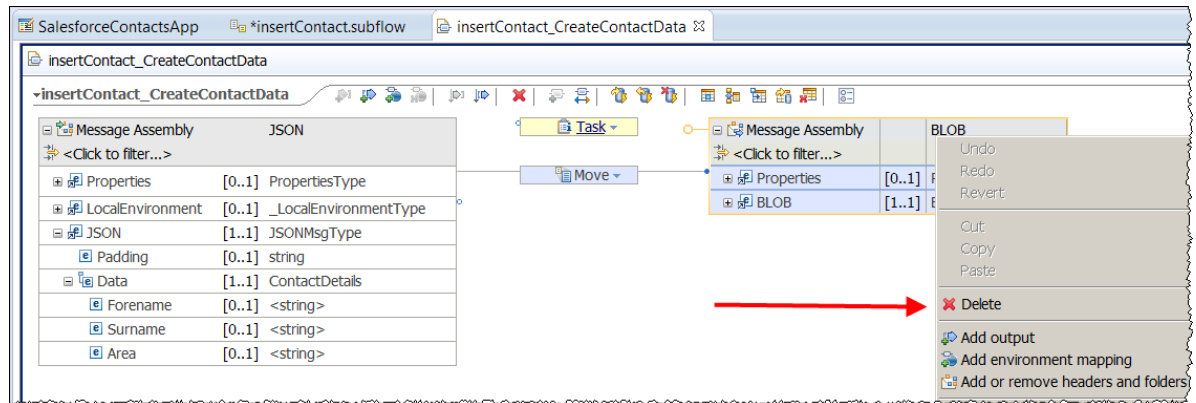 SalesforceContactsApp *insertContact.subflow insertContact_CreateContactData
insertContact_CreateContactData
insertContact_CreateContactData
Message Assembly JSON
<Click to filter...>
Properties [0..1] PropertiesType
LocalEnvironment [0..1] _LocalEnvironmentType
JSON [1..1] JSONMsgType
Padding [0..1] string
Data [1..1] ContactDetails
Forename [0..1] <string>
Surname [0..1] <string>
Area [0..1] <string>
Task
Move
Message Assembly BLOB
<Click to filter...>
Properties [0..1]
BLOB [1..1]
Undo
Redo
Revert
Cut
Copy
Paste
Delete
Add output
Add environment mapping
Add or remove headers and folders